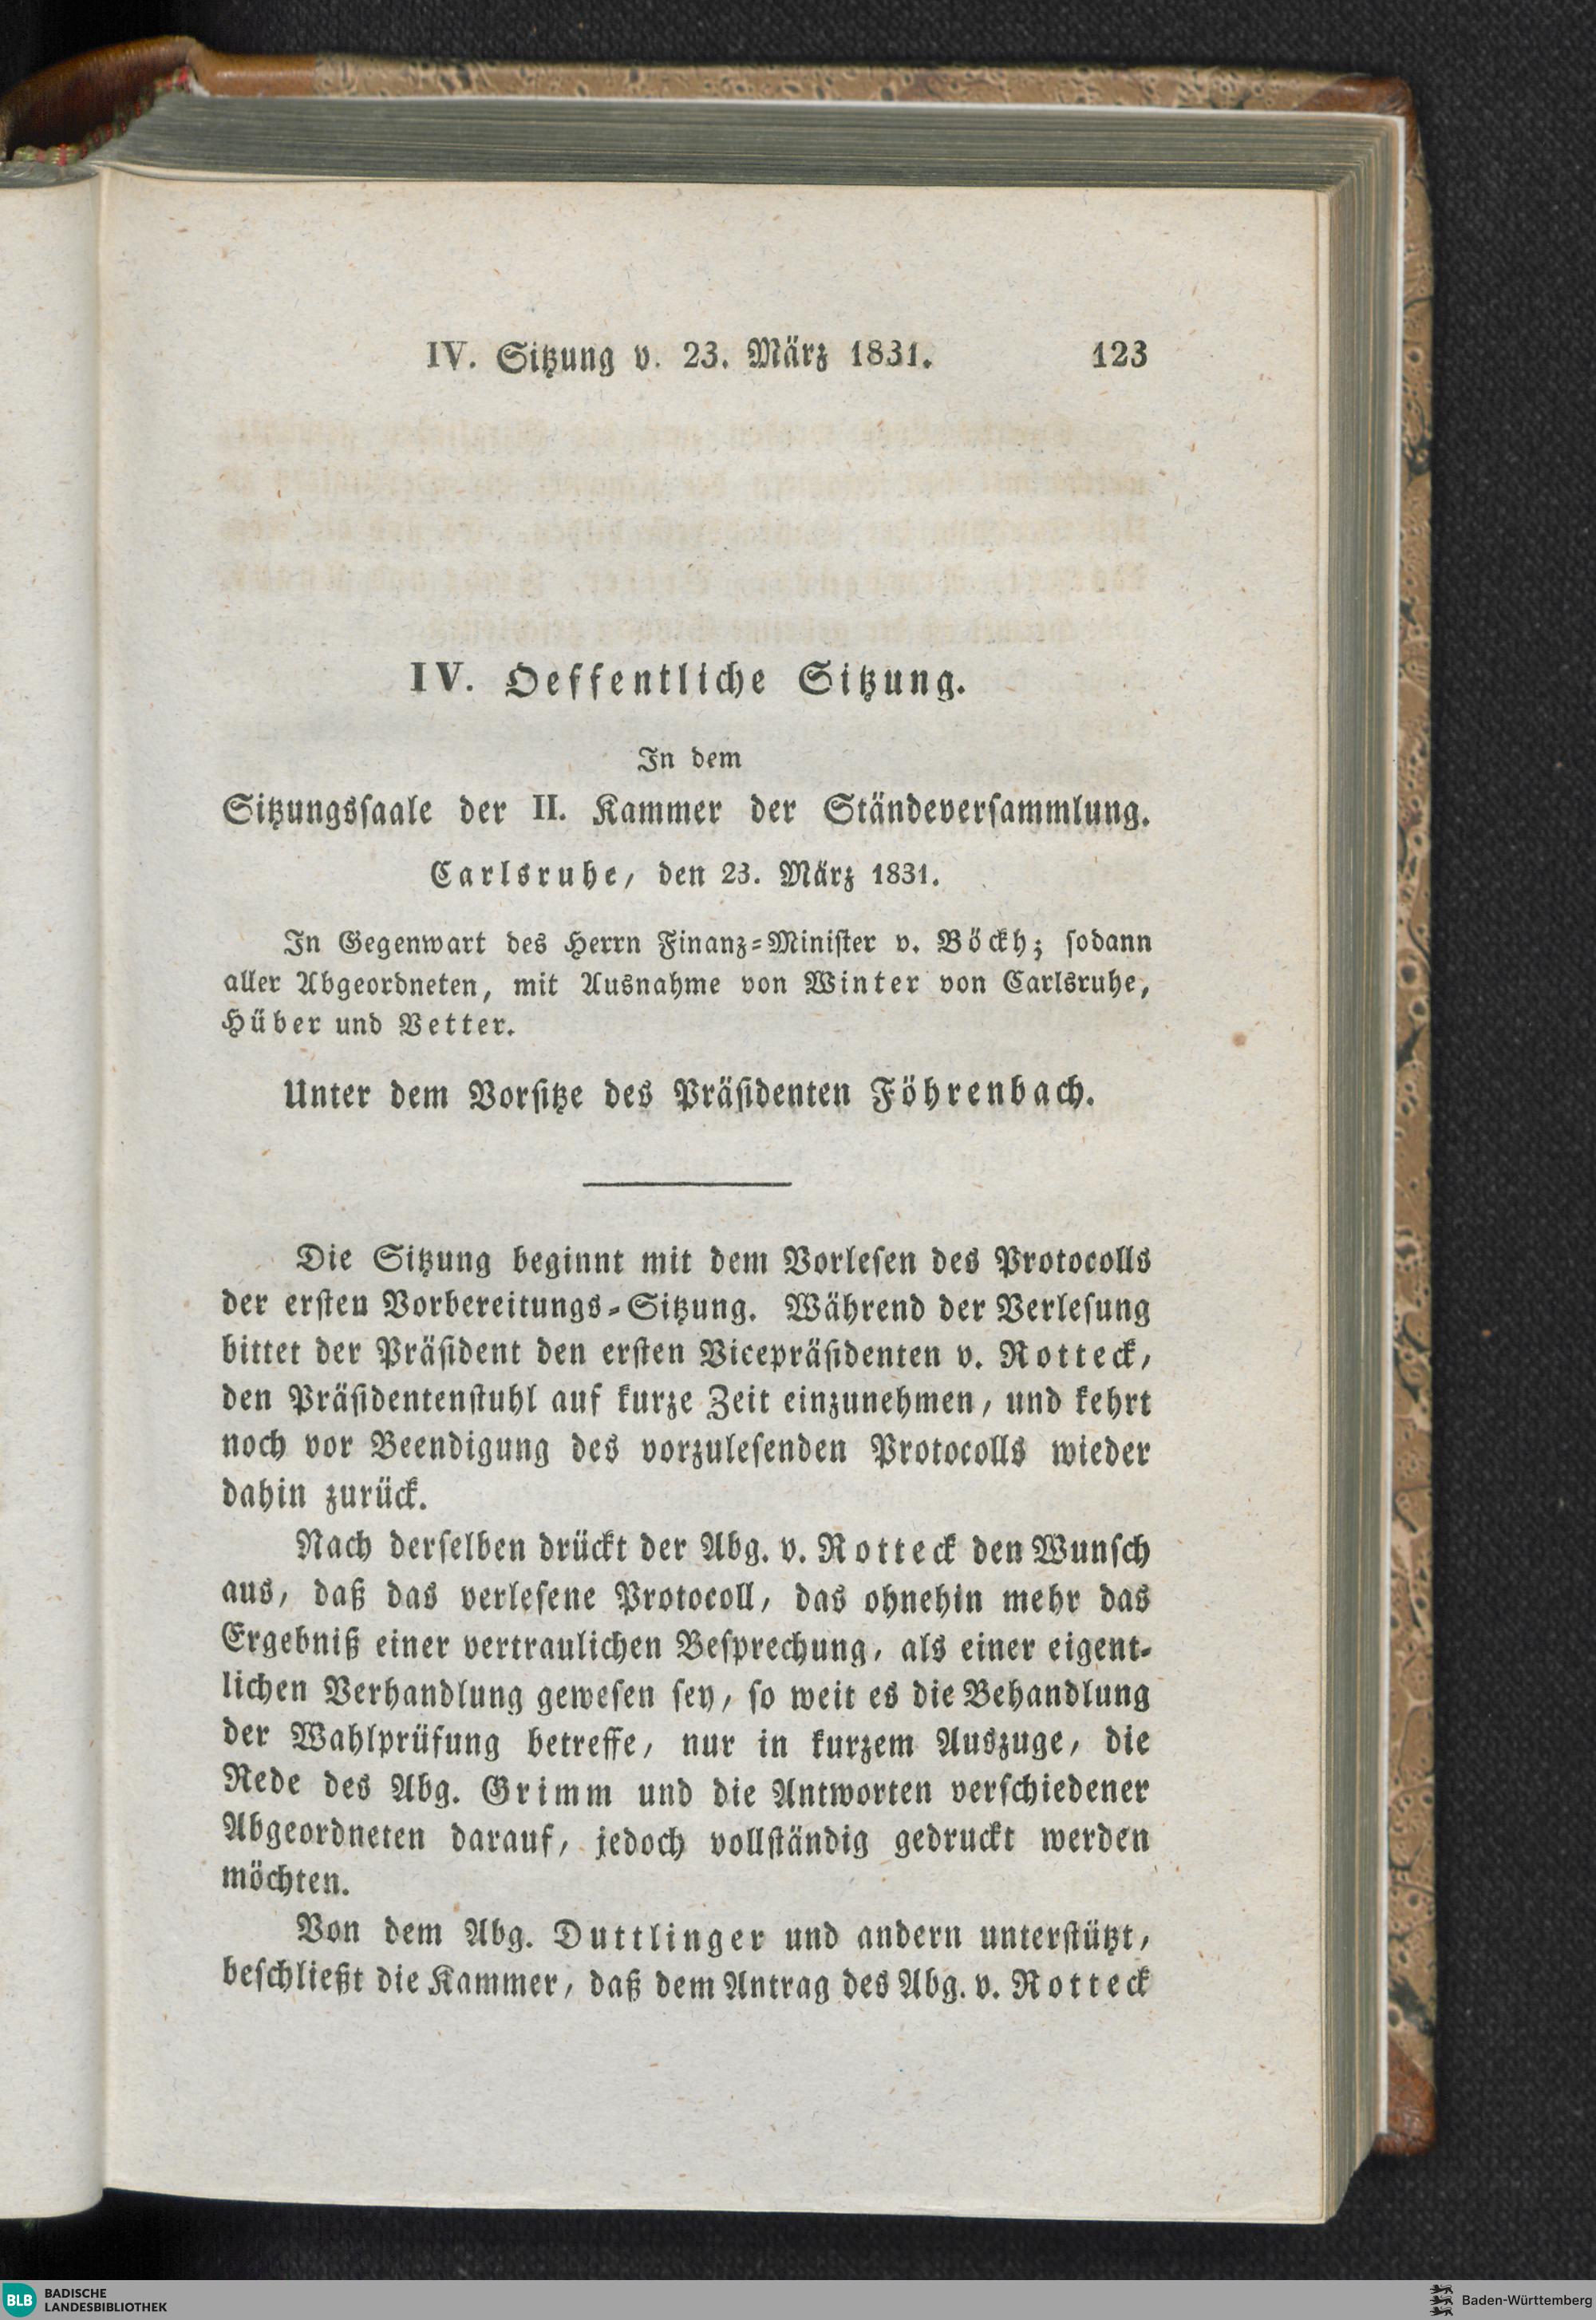 IV. Sitzung v. 23. März 1831. 123
IV. Oeffentliche Sitzung.
In dem
Sitzungssaale der II. Kammer der Ständeversammlung.
Carlsruhe, den 23. März 1831.
In Gegenwart des Herrn Finanz-Minister v. Böckh; sodann
aller Abgeordneten, mit Ausnahme von Winter von Carlsruhe,
Hüber und Vetter.
Unter dem Vorsitze des Präsidenten Föhrenbach.
Die Sitzung beginnt mit dem Vorlesen des Protocolls
der ersten Vorbereitungs-Sitzung. Während der Verlesung
bittet der Präsident den ersten Vicepräsidenten v. Rotteck,
den Präsidentenstuhl auf kurze Zeit einzunehmen, und kehrt
noch vor Beendigung des vorzulesenden Protocolls wieder
dahin zurück.
Nach derselben drückt der Abg. v. Rotteck den Wunsch
aus, daß das verlesene Protocoll, das ohnehin mehr das
Ergebniß einer vertraulichen Besprechung, als einer eigent-
lichen Verhandlung gewesen sey, so weit es die Behandlung
der Wahlprüfung betreffe, nur in kurzem Auszuge, die
Rede des Abg. Grimm und die Antworten verschiedener
Abgeordneten darauf, jedoch vollständig gedruckt werden
möchten.
Von dem Abg. Duttlinger und andern unterstützt,
beschließt die Kammer, daß dem Antrag des Abg. v. Rotteck
BLB BADISCHE
LANDESBIBLIOTHEK
Baden-Württemberg